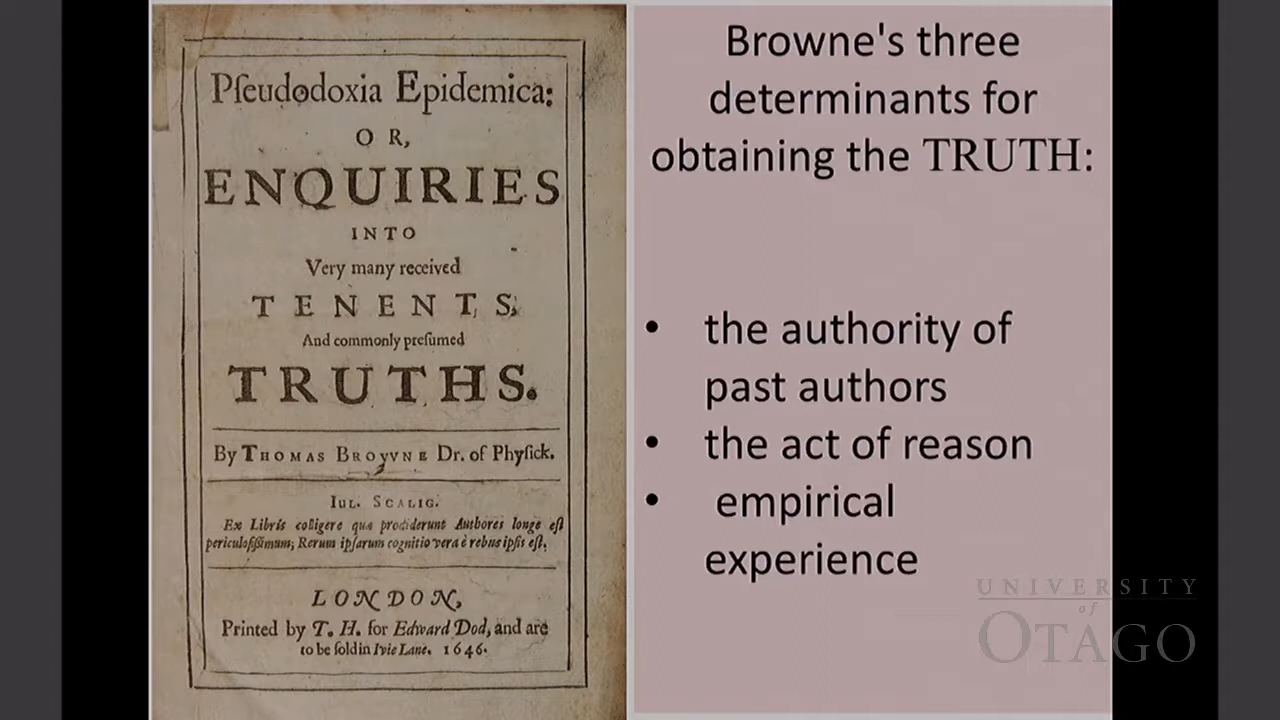 Pſeudodoxia Epidemica:
OR,
ENQUIRIES
INTO
Very many received
TENENTS,
And commonly preſumed
TRUTHS.
By THOMAS BROVVNE Dr. of Phyſick.
IUL. SCALIG.
Ex Libris colligere quæ prodiderunt Authores longe eſt
periculoſiſſimum; Rerum ipſarum cognitio vera è rebus ipſis eſt.
LONDON,
Printed by T. H. for Edward Dod, and are
to be ſold in Ivie Lane. 1646.
Browne's three
determinants for
obtaining the TRUTH:
• the authority of
past authors
• the act of reason
• empirical
experience
UNIVERSITY
of
OTAGO